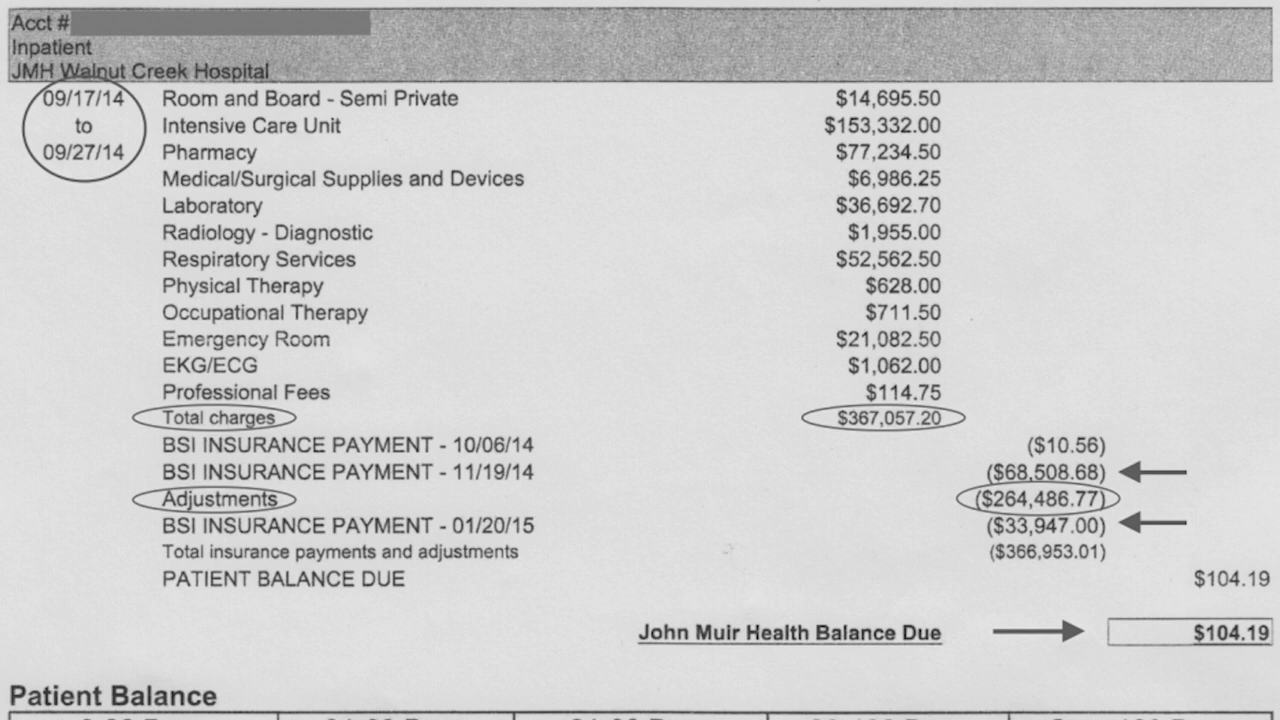 Acct #
Inpatient
JMH Walnut Creek Hospital
09/17/14 Room and Board - Semi Private $14,695.50
to Intensive Care Unit $153,332.00
09/27/14 Pharmacy $77,234.50
Medical/Surgical Supplies and Devices $6,986.25
Laboratory $36,692.70
Radiology - Diagnostic $1,955.00
Respiratory Services $52,562.50
Physical Therapy $628.00
Occupational Therapy $711.50
Emergency Room $21,082.50
EKG/ECG $1,062.00
Professional Fees $114.75
Total charges $367,057.20
BSI INSURANCE PAYMENT - 10/06/14 ($10.56)
BSI INSURANCE PAYMENT - 11/19/14 ($68,508.68)
Adjustments ($264,486.77)
BSI INSURANCE PAYMENT - 01/20/15 ($33,947.00)
Total insurance payments and adjustments ($366,953.01)
PATIENT BALANCE DUE $104.19
John Muir Health Balance Due $104.19
Patient Balance